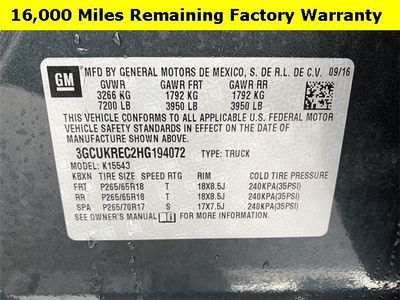 16,000 Miles Remaining Factory Warranty
GM
MFD BY GENERAL MOTORS DE MEXICO, S. DE R.L. DE C.V. 09/16
GVWR GAWR FRT GAWR RR
3266 KG 1792 KG 1792 KG
7200 LB 3950 LB 3950 LB
THIS VEHICLE CONFORMS TO ALL APPLICABLE U.S. FEDERAL MOTOR
VEHICLE SAFETY STANDARDS IN EFFECT ON THE DATE OF
MANUFACTURE SHOWN ABOVE.
3GCUKREC2HG194072 TYPE: TRUCK
MODEL: K15543
KBXN TIRE SIZE SPEED RTG RIM COLD TIRE PRESSURE
FRT P265/65R18 T 18X8.5J 240KPA(35PSI)
RR P265/65R18 T 18X8.5J 240KPA(35PSI)
SPA P265/70R17 S 17X7.5J 240KPA(35PSI)
SEE OWNER'S MANUAL FOR MORE INFORMATION.